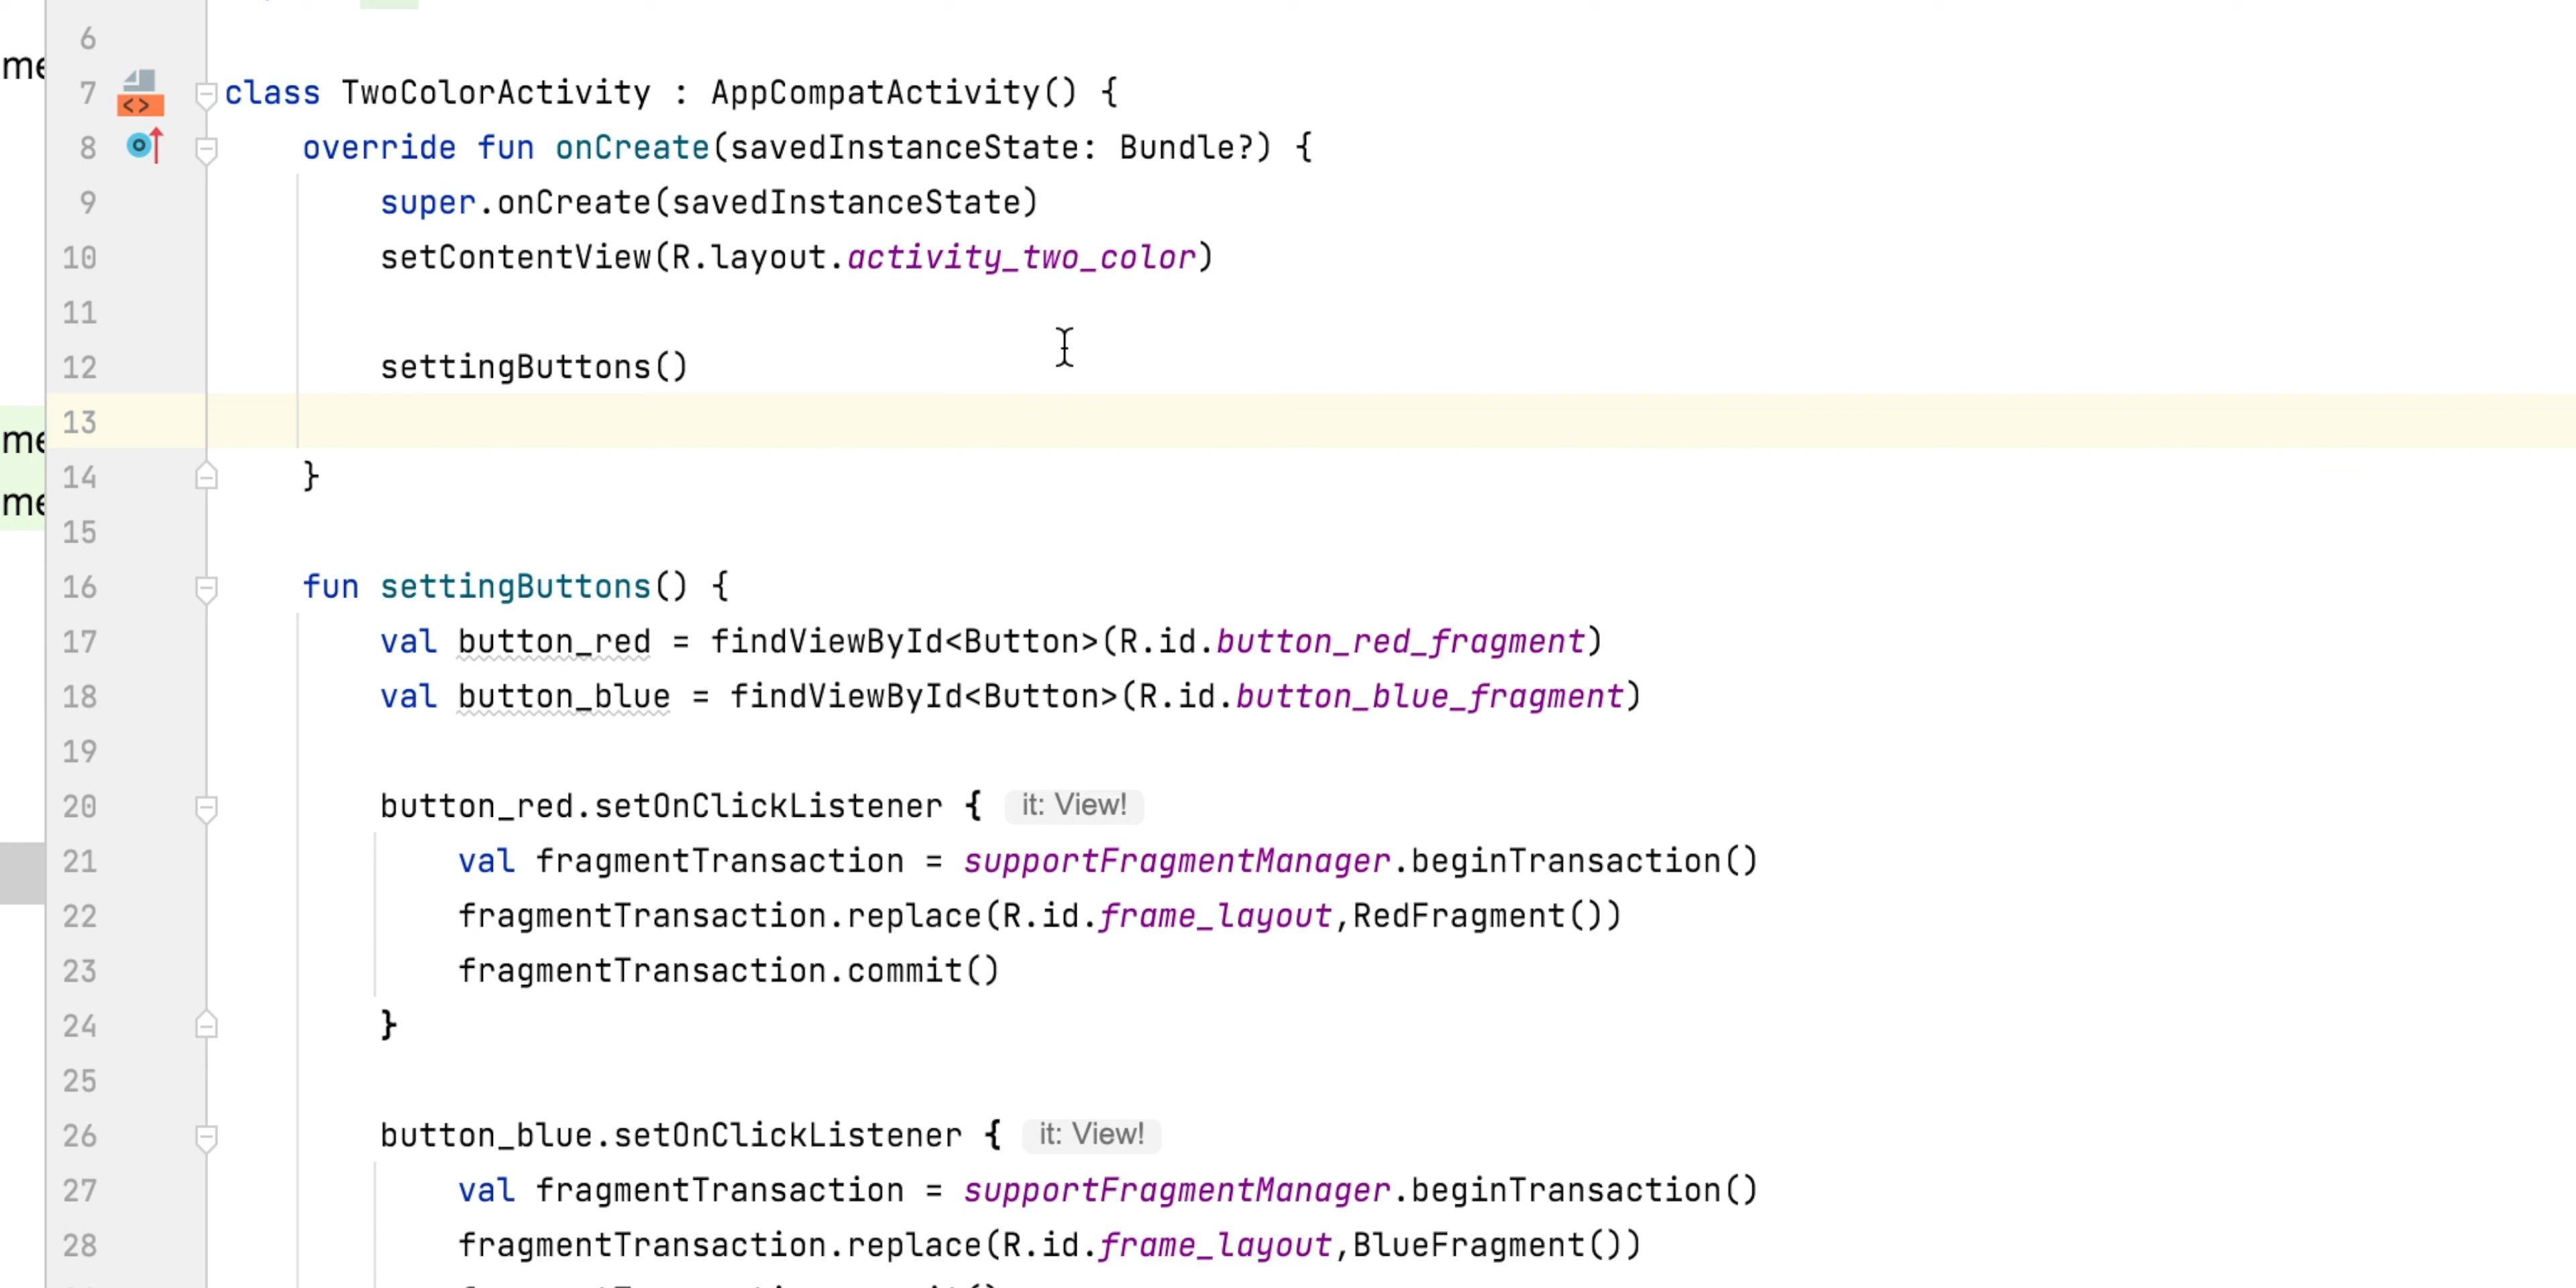 6
7 class TwoColorActivity : AppCompatActivity() {
8 override fun onCreate(savedInstanceState: Bundle?) {
9 super.onCreate(savedInstanceState)
10 setContentView(R.layout.activity_two_color)
11
12 settingButtons()
13
14 }
15
16 fun settingButtons() {
17 val button_red = findViewById<Button>(R.id.button_red_fragment)
18 val button_blue = findViewById<Button>(R.id.button_blue_fragment)
19
20 button_red.setOnClickListener { it: View!
21 val fragmentTransaction = supportFragmentManager.beginTransaction()
22 fragmentTransaction.replace(R.id.frame_layout,RedFragment())
23 fragmentTransaction.commit()
24 }
25
26 button_blue.setOnClickListener { it: View!
27 val fragmentTransaction = supportFragmentManager.beginTransaction()
28 fragmentTransaction.replace(R.id.frame_layout,BlueFragment())